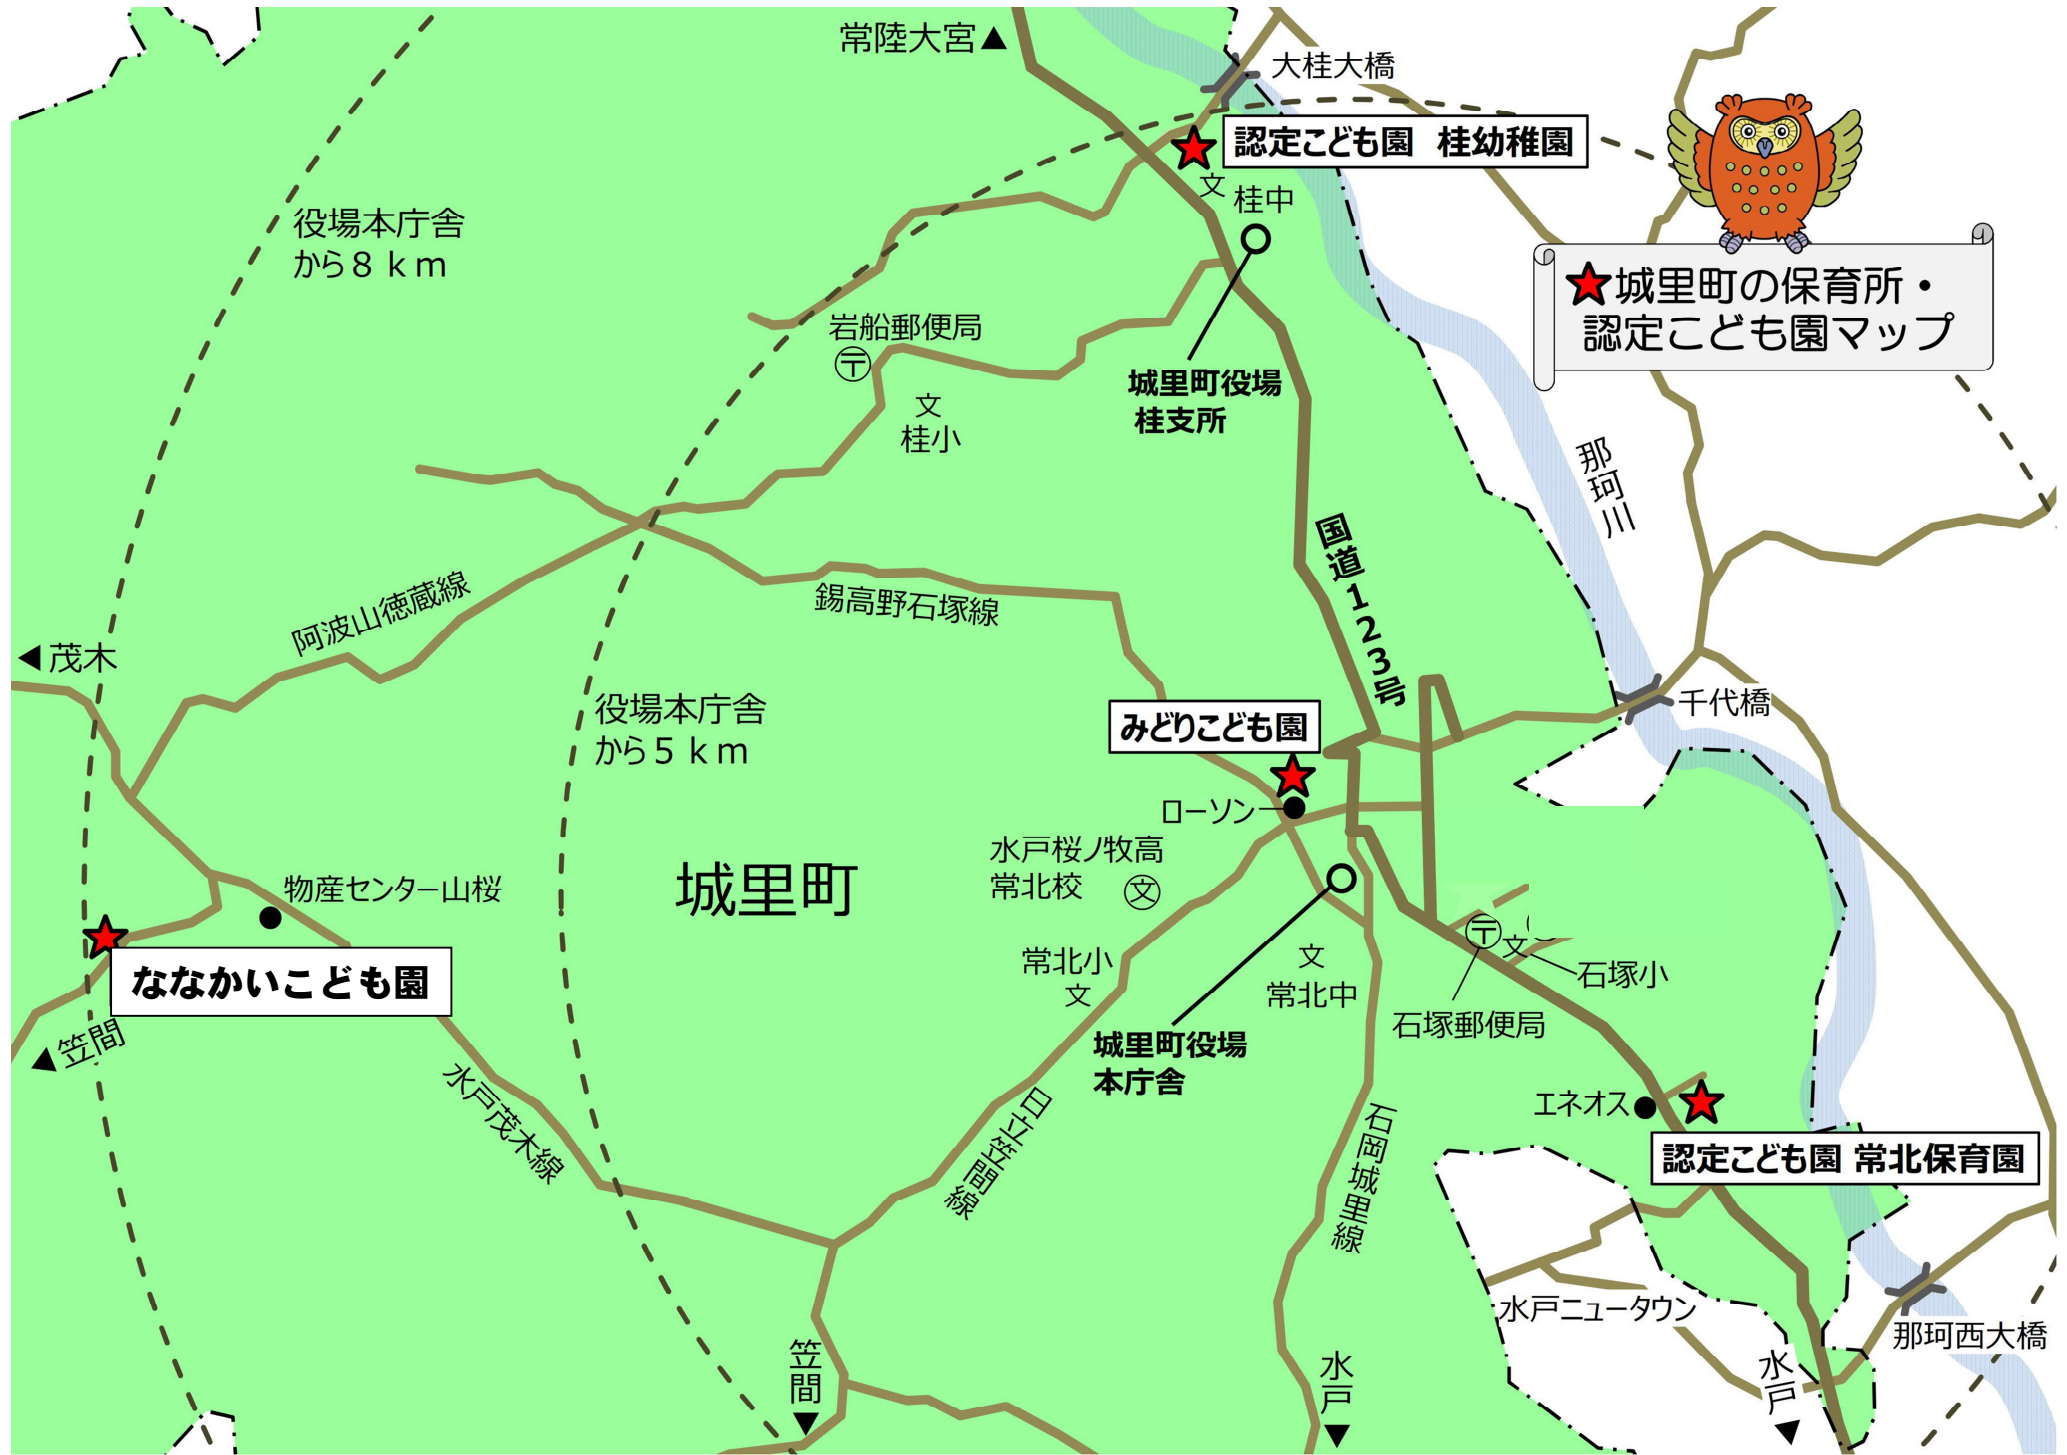 常陸大宮▲
大桂大橋
認定こども園 桂幼稚園
文
桂中
役場本庁舎
から8km
★城里町の保育所・
認定こども園マップ
岩船郵便局
〒
文
桂小
城里町役場
桂支所
那珂川
国道123号
阿波山徳蔵線
錫高野石塚線
◀茂木
役場本庁舎
から5km
みどりこども園
千代橋
ローソン
水戸桜ノ牧高
常北校
文
城里町
物産センター山桜
ななかいこども園
常北小
文
文
常北中
〒
文
石塚小
石塚郵便局
▲笠間
城里町役場
本庁舎
水戸茂木線
日立笠間線
石岡城里線
エネオス
認定こども園 常北保育園
水戸ニュータウン
那珂西大橋
笠間▼
水戸▼
水戸▼